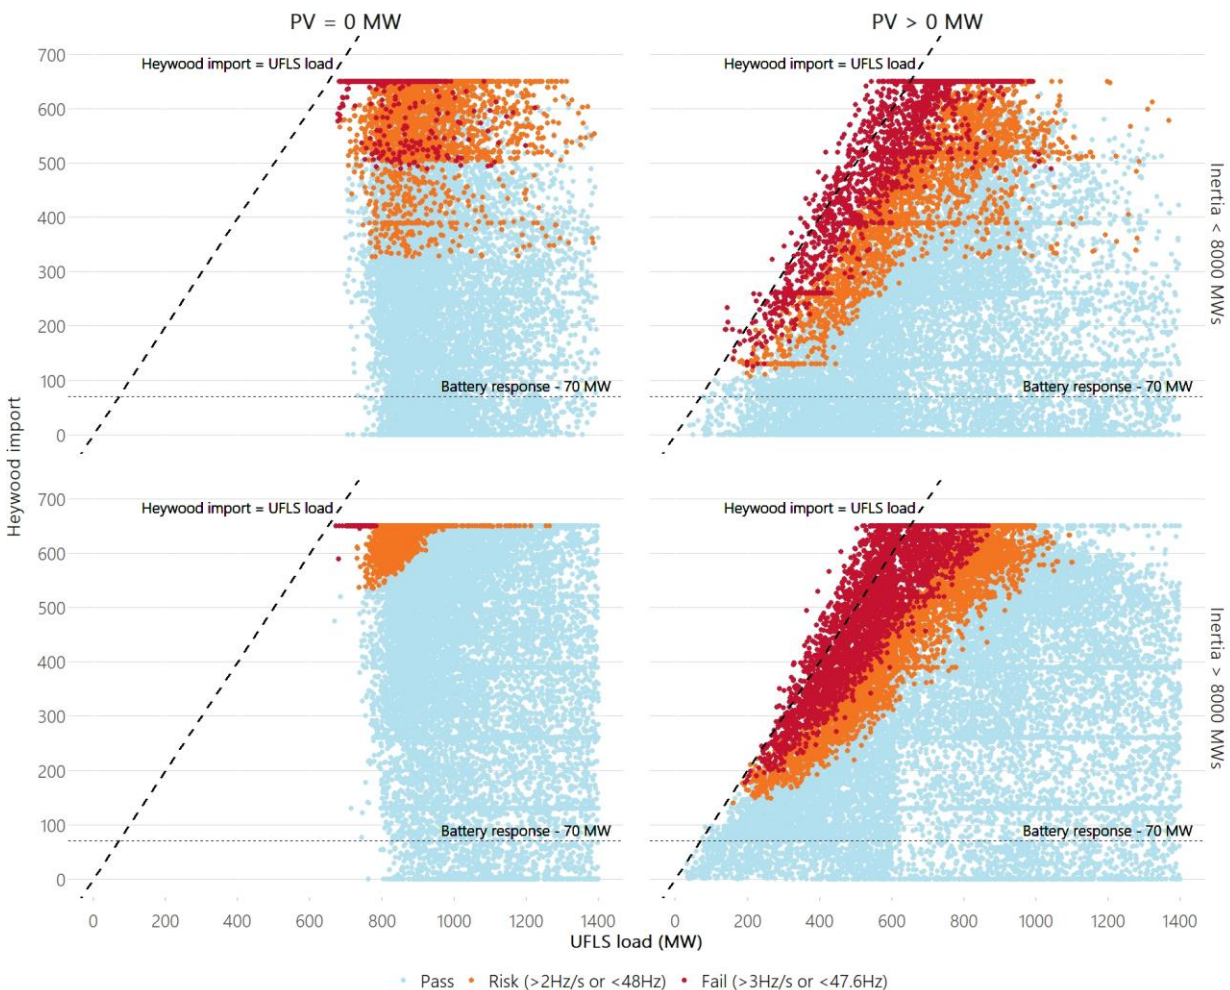 PV = 0 MW
PV > 0 MW
700
Heywood import = UFLS load
Heywood import = UFLS load
600
500
400
300
200
100
Battery response - 70 MW
Battery response - 70 MW
0
Inertia < 8000 MWs
Heywood import
700
Heywood import = UFLS load
Heywood import = UFLS load
600
500
400
300
200
100
Battery response - 70 MW
Battery response - 70 MW
0
Inertia > 8000 MWs
0 200 400 600 800 1000 1200 1400
0 200 400 600 800 1000 1200 1400
UFLS load (MW)
Pass Risk (>2Hz/s or <48Hz) Fail (>3Hz/s or <47.6Hz)